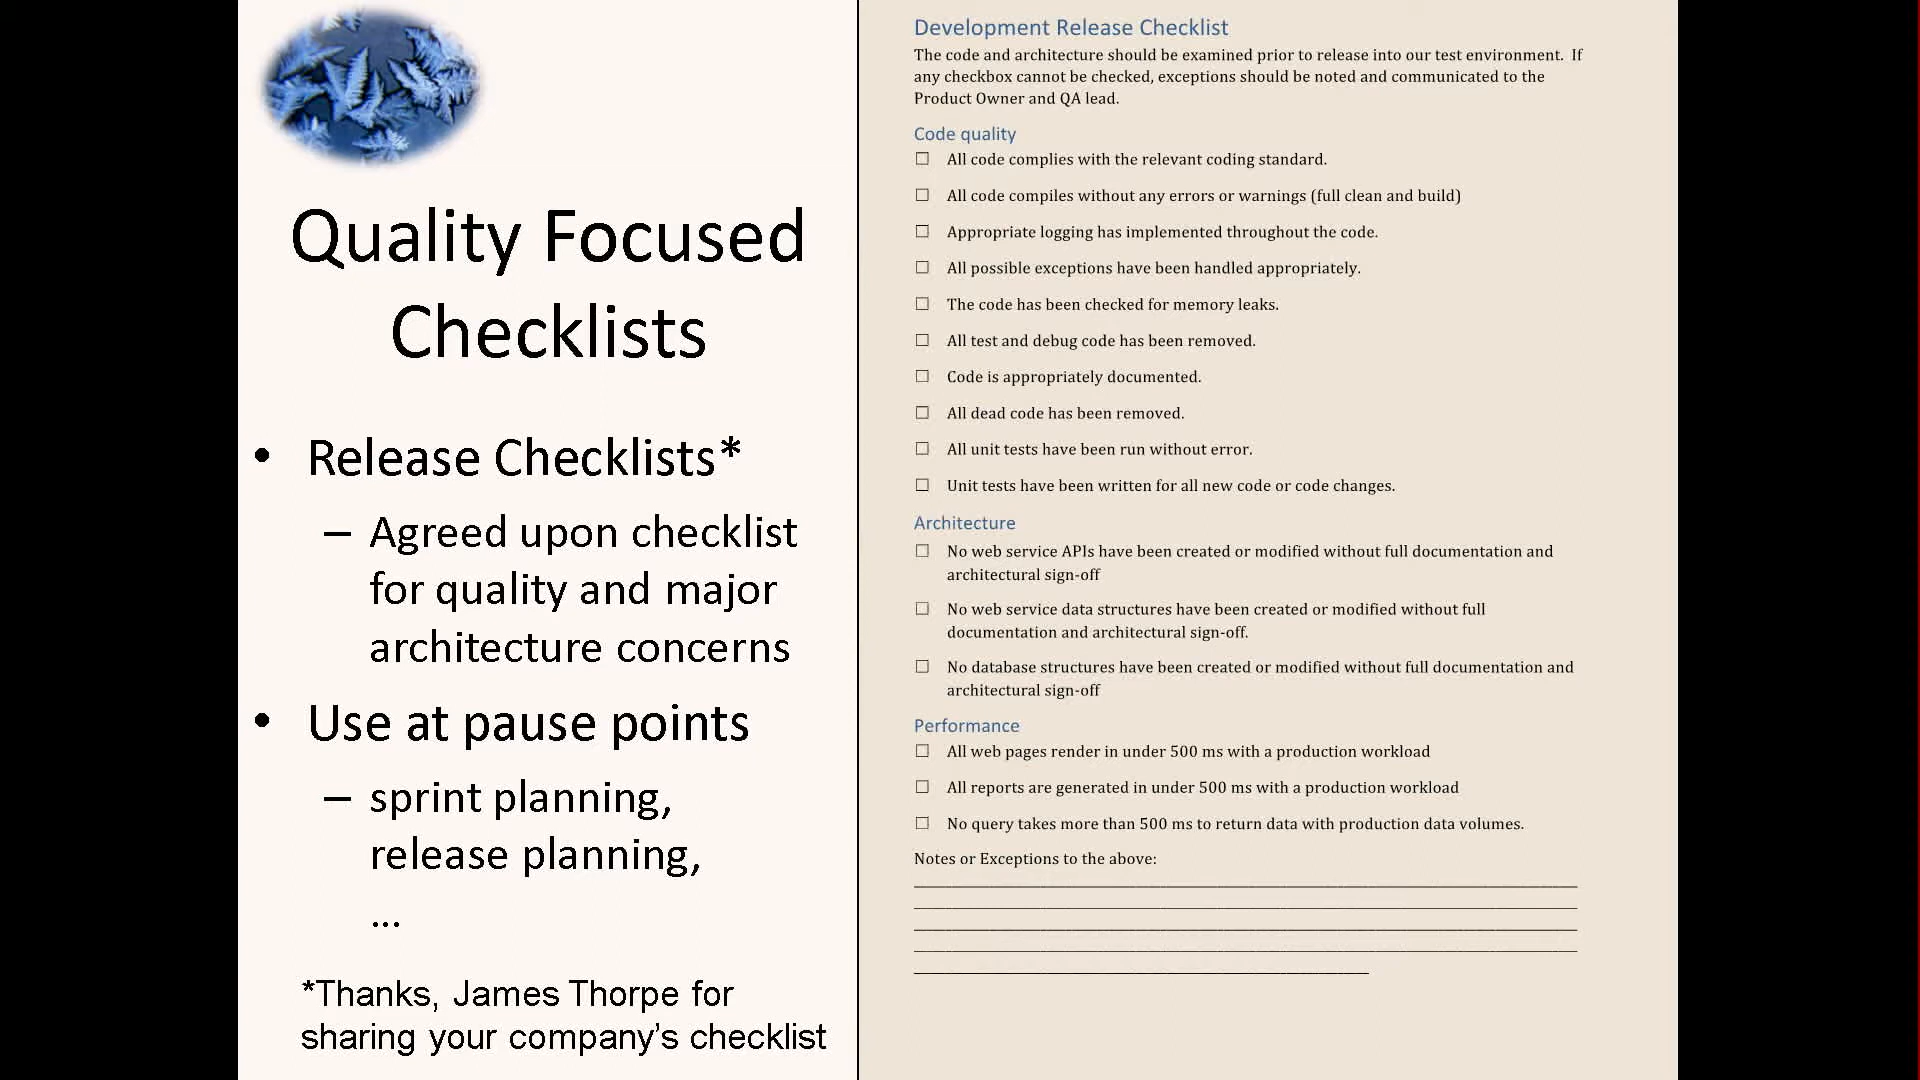 Quality Focused
Checklists
• Release Checklists*
– Agreed upon checklist
for quality and major
architecture concerns
• Use at pause points
– sprint planning,
release planning,
…
*Thanks, James Thorpe for
sharing your company’s checklist
Development Release Checklist
The code and architecture should be examined prior to release into our test environment.  If
any checkbox cannot be checked, exceptions should be noted and communicated to the
Product Owner and QA lead.
Code quality
☐ All code complies with the relevant coding standard.
☐ All code compiles without any errors or warnings (full clean and build)
☐ Appropriate logging has implemented throughout the code.
☐ All possible exceptions have been handled appropriately.
☐ The code has been checked for memory leaks.
☐ All test and debug code has been removed.
☐ Code is appropriately documented.
☐ All dead code has been removed.
☐ All unit tests have been run without error.
☐ Unit tests have been written for all new code or code changes.
Architecture
☐ No web service APIs have been created or modified without full documentation and
architectural sign-off
☐ No web service data structures have been created or modified without full
documentation and architectural sign-off.
☐ No database structures have been created or modified without full documentation and
architectural sign-off
Performance
☐ All web pages render in under 500 ms with a production workload
☐ All reports are generated in under 500 ms with a production workload
☐ No query takes more than 500 ms to return data with production data volumes.
Notes or Exceptions to the above: